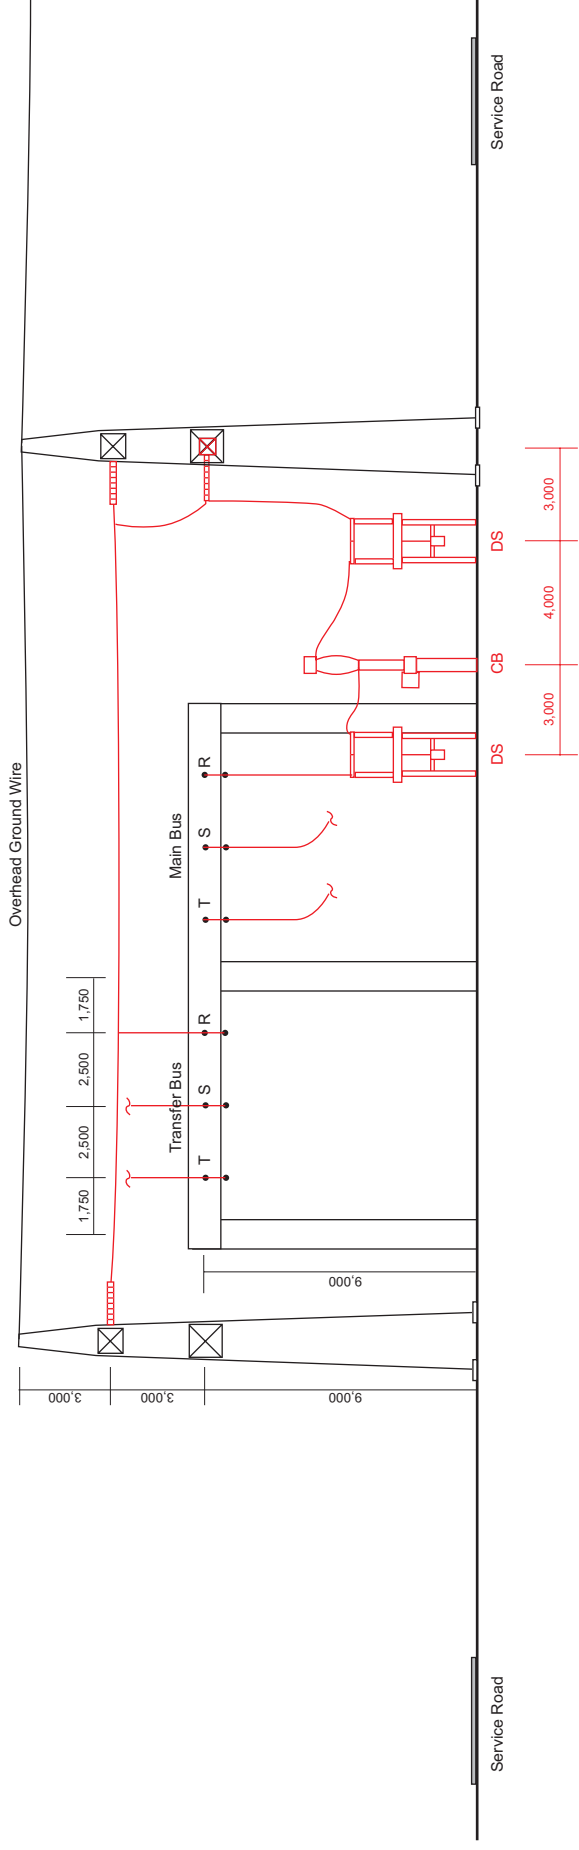 Overhead Ground Wire
3,000
1,750 2,500 2,500 1,750
3,000
Transfer Bus Main Bus
T S R T S R
9,000 9,000
Service Road DS CB DS Service Road
3,000 4,000 3,000